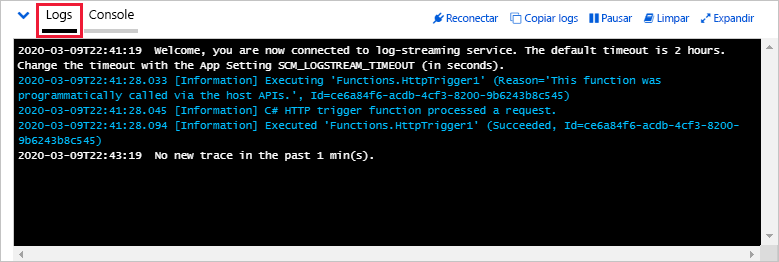 Logs Console Reconectar Copiar logs Pausar Limpar Expandir
2020-03-09T22:41:19  Welcome, you are now connected to log-streaming service. The default timeout is 2 hours.
Change the timeout with the App Setting SCM_LOGSTREAM_TIMEOUT (in seconds).
2020-03-09T22:41:28.033 [Information] Executing 'Functions.HttpTrigger1' (Reason='This function was
programmatically called via the host APIs.', Id=ce6a84f6-acdb-4cf3-8200-9b6243b8c545)
2020-03-09T22:41:28.045 [Information] C# HTTP trigger function processed a request.
2020-03-09T22:41:28.094 [Information] Executed 'Functions.HttpTrigger1' (Succeeded, Id=ce6a84f6-acdb-4cf3-8200-
9b6243b8c545)
2020-03-09T22:43:19  No new trace in the past 1 min(s).